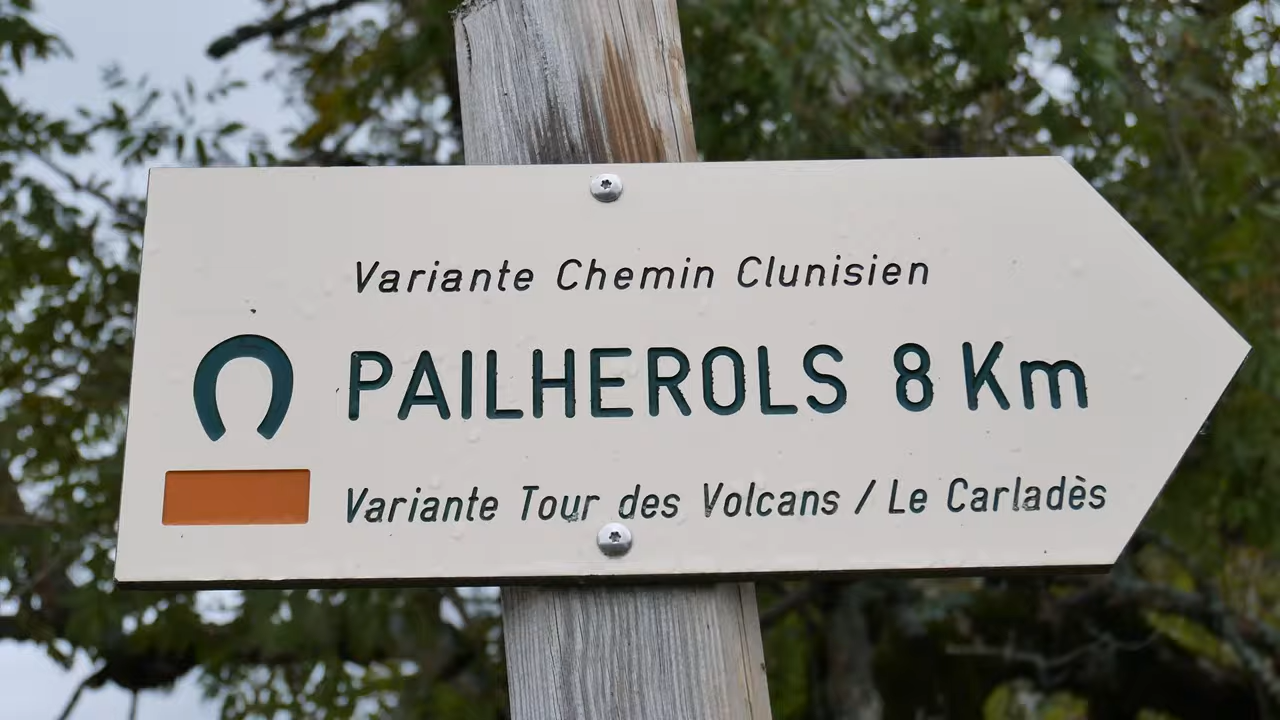 Variante Chemin Clunisien
PAILHEROLS 8 Km
Variante Tour des Volcans / Le Carladès